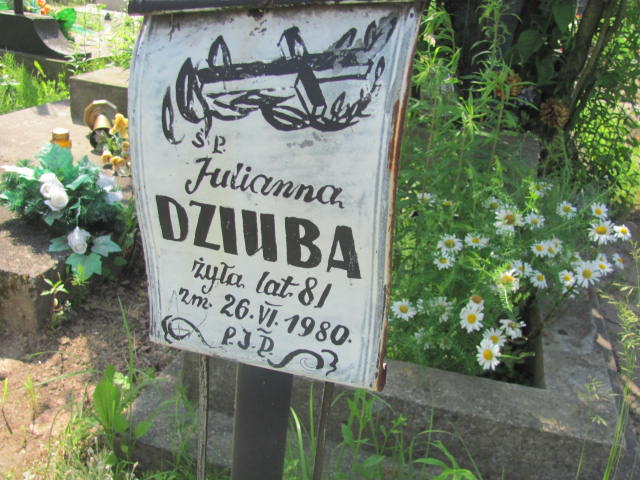 Ś.P.
Julianna
DZIUBA
żyła lat 81
zm. 26.VI.1980.
P.J.D.